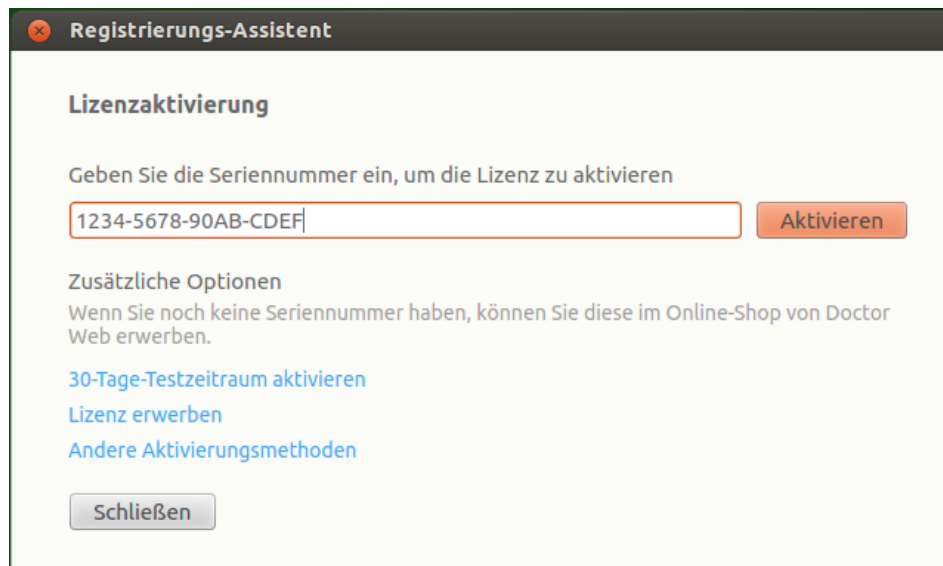 Registrierungs-Assistent
Lizenzaktivierung
Geben Sie die Seriennummer ein, um die Lizenz zu aktivieren
1234-5678-90AB-CDEF
Aktivieren
Zusätzliche Optionen
Wenn Sie noch keine Seriennummer haben, können Sie diese im Online-Shop von Doctor
Web erwerben.
30-Tage-Testzeitraum aktivieren
Lizenz erwerben
Andere Aktivierungsmethoden
Schließen